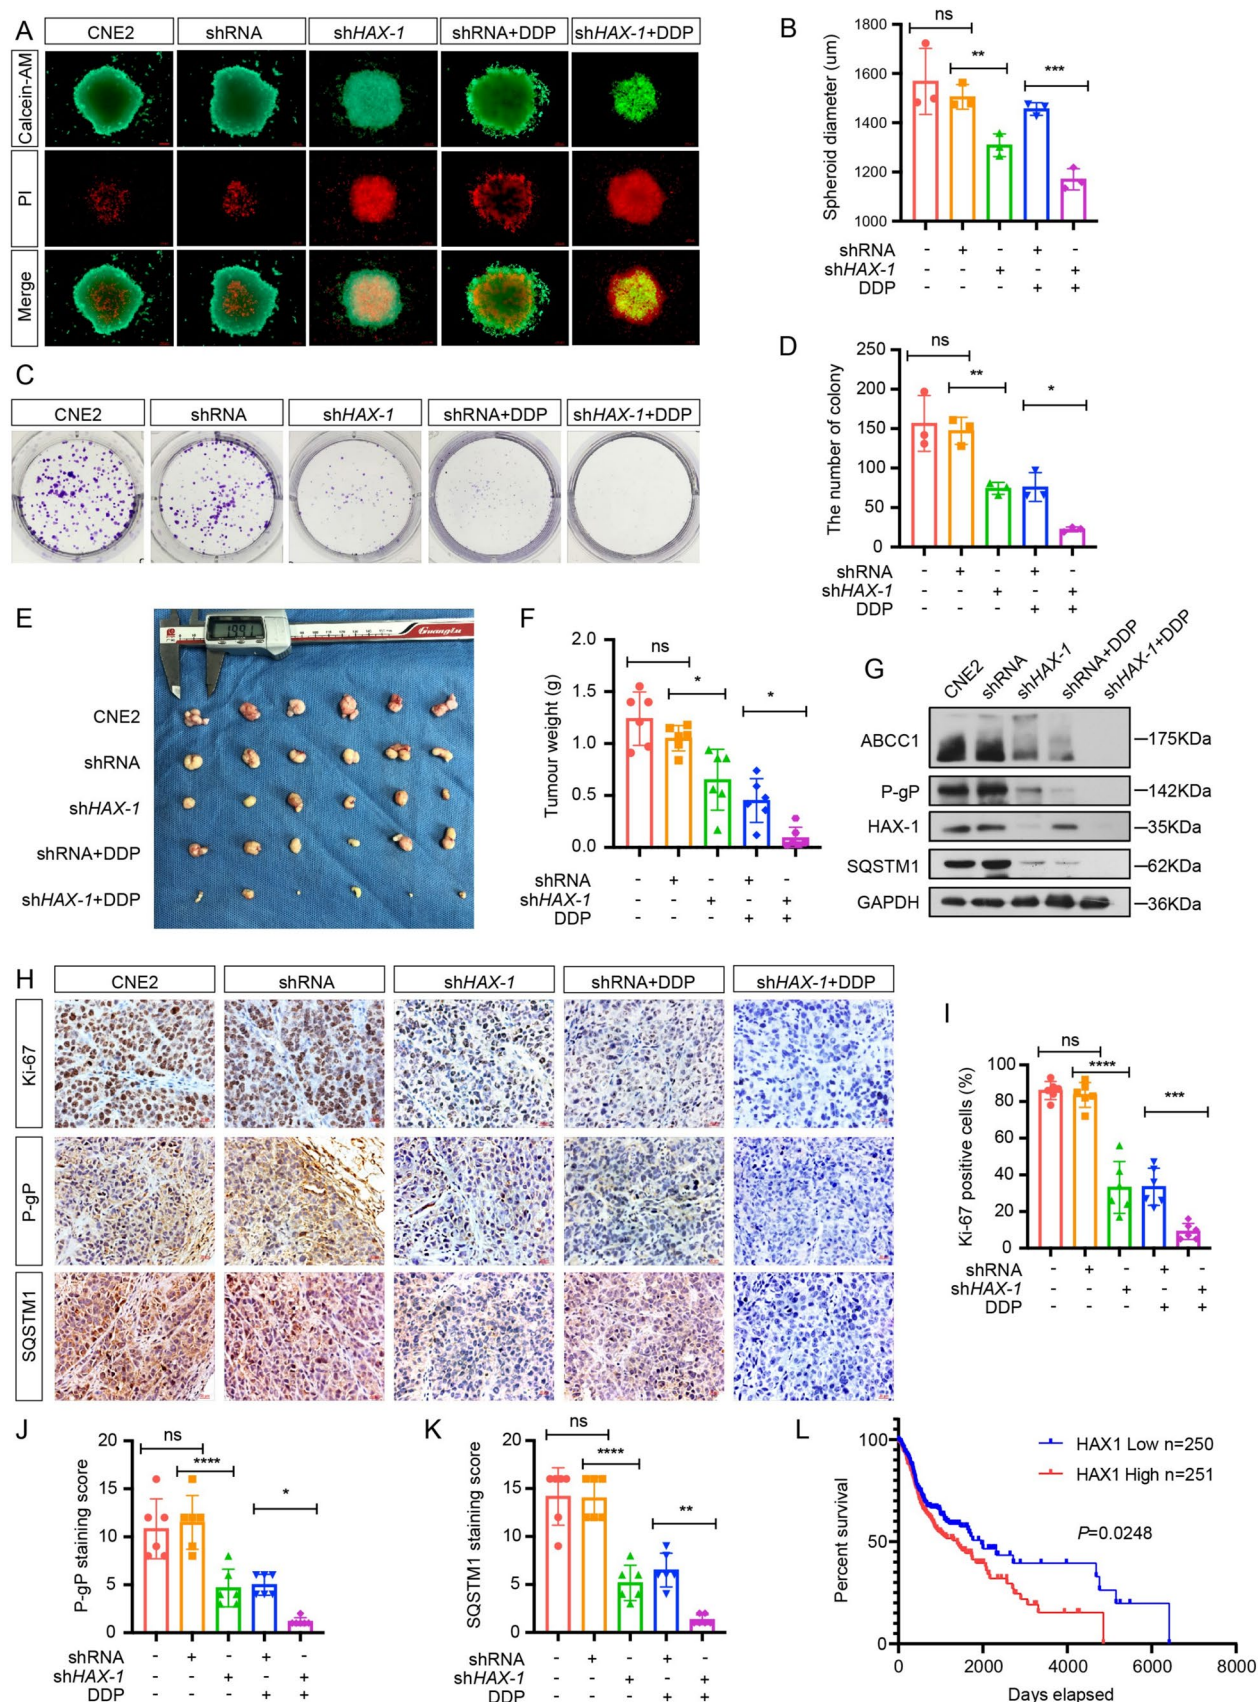 A
CNE2 shRNA shHAX-1 shRNA+DDP shHAX-1+DDP
Calcein-AM
PI
Merge
B
Spheroid diameter (um)
1800
1600
1400
1200
1000
ns ** ***
shRNA - + - + -
shHAX-1 - - + - +
DDP - - - + +
C
CNE2 shRNA shHAX-1 shRNA+DDP shHAX-1+DDP
D
The number of colony
250
200
150
100
50
0
ns ** *
shRNA - + - + -
shHAX-1 - - + - +
DDP - - - + +
E
19.91
Guanglu
CNE2
shRNA
shHAX-1
shRNA+DDP
shHAX-1+DDP
F
Tumour weight (g)
2.0
1.5
1.0
0.5
0.0
ns * *
shRNA - + - + -
shHAX-1 - - + - +
DDP - - - + +
G
CNE2 shRNA shHAX-1 shRNA+DDP shHAX-1+DDP
ABCC1 —175KDa
P-gP —142KDa
HAX-1 —35KDa
SQSTM1 —62KDa
GAPDH —36KDa
H
CNE2 shRNA shHAX-1 shRNA+DDP shHAX-1+DDP
Ki-67
P-gP
SQSTM1
I
Ki-67 positive cells (%)
100
80
60
40
20
0
ns **** ***
shRNA - + - + -
shHAX-1 - - + - +
DDP - - - + +
J
P-gP staining score
20
15
10
5
0
ns **** *
shRNA - + - + -
shHAX-1 - - + - +
DDP - - - + +
K
SQSTM1 staining score
20
15
10
5
0
ns **** **
shRNA - + - + -
shHAX-1 - - + - +
DDP - - - + +
L
Percent survival
100
50
0
HAX1 Low n=250
HAX1 High n=251
P=0.0248
0 2000 4000 6000 8000
Days elapsed